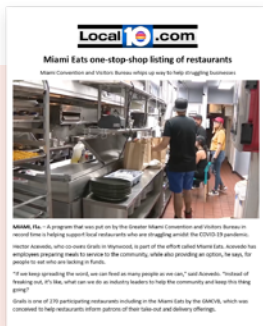 Local 10 .com
Miami Eats one-stop-shop listing of restaurants
Miami Convention and Visitors Bureau whips up way to help struggling businesses
MIAMI, Fla. – A program that was put on by the Greater Miami Convention and Visitors Bureau in
record time is helping support local restaurants who are struggling amidst the COVID-19 pandemic.
Hector Acevedo, who co-owns Grails in Wynwood, is part of the effort called Miami Eats. Acevedo has
employees preparing meals to service to the community, while also providing an option, he says, for
people to eat who are lacking in funds.
"If we keep spreading the word, we can feed as many people as we can," said Acevedo. "Instead of
freaking out, it's like, what can we do as industry leaders to help the community and keep this thing
going?
Grails is one of 270 participating restaurants including in the Miami Eats by the GMCVB, which was
conceived to help restaurants inform patrons of their take-out and delivery offerings.